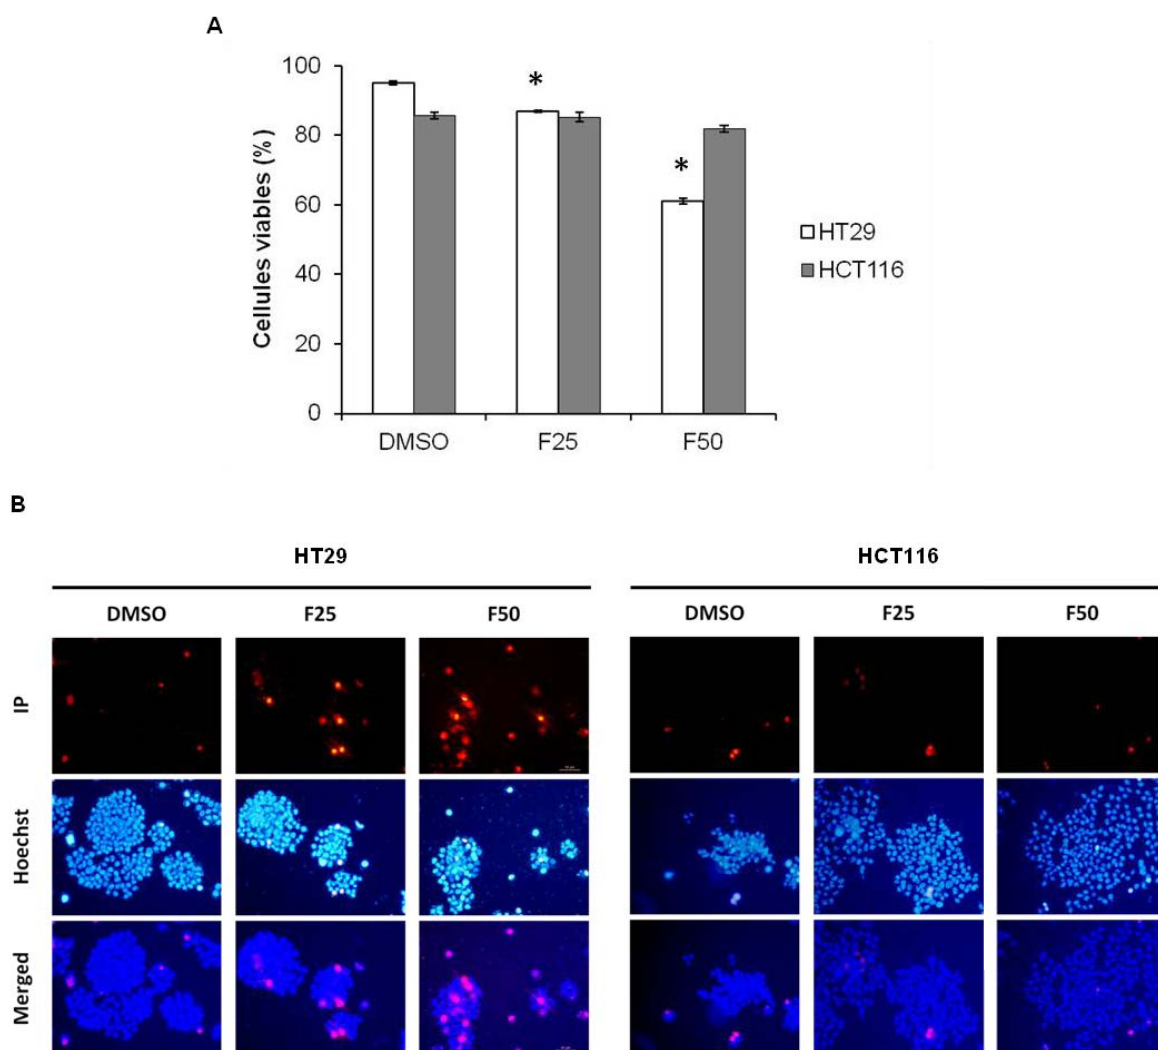 A
Cellules viables (%)
100
80
60
40
20
0
*
*
DMSO F25 F50
HT29
HCT116
B
HT29 HCT116
DMSO F25 F50 DMSO F25 F50
IP
Hoechst
Merged